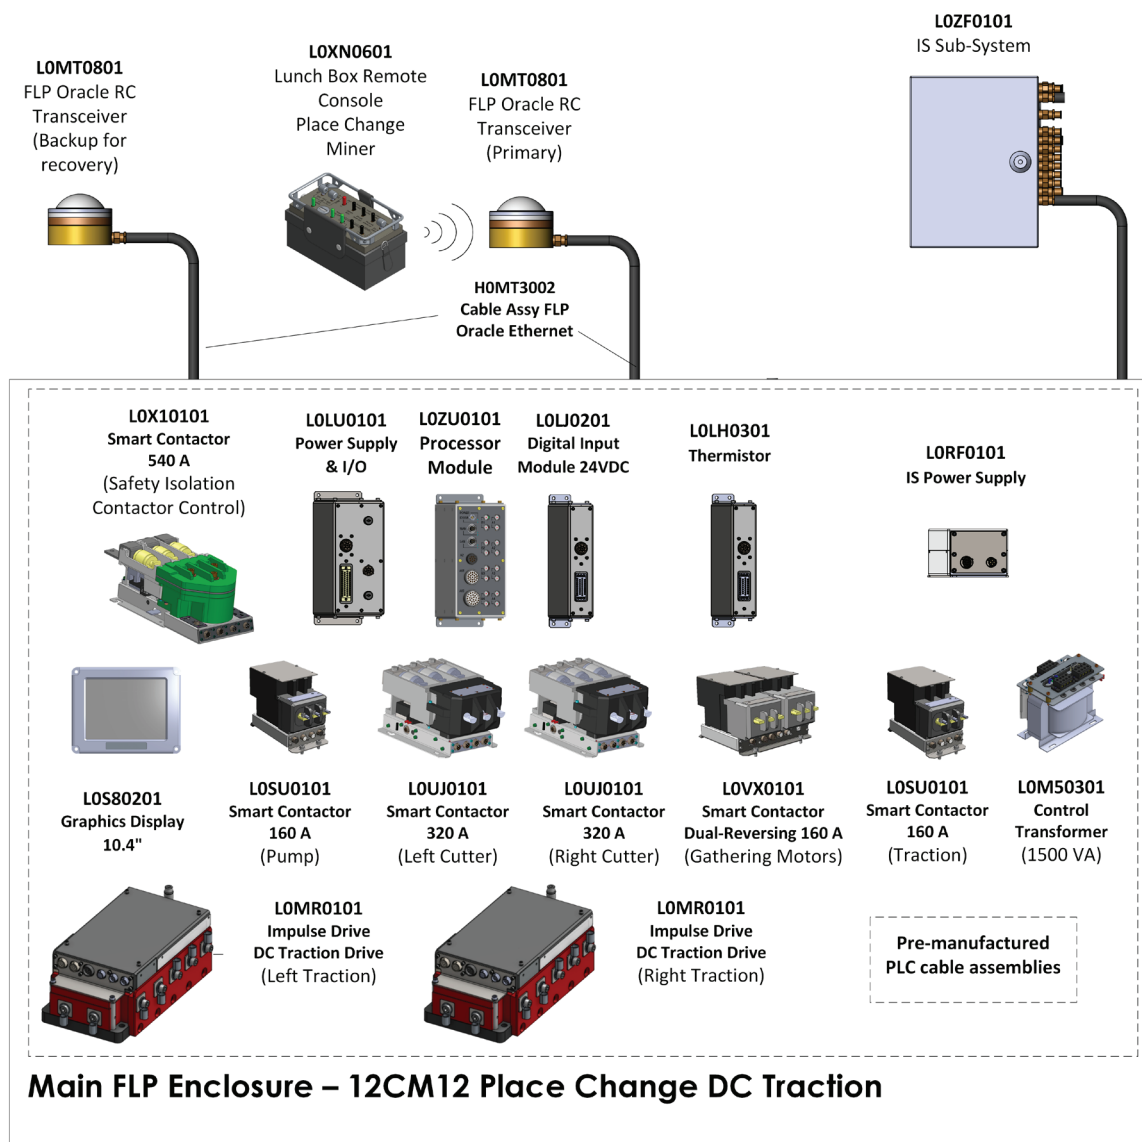 L0MT0801
FLP Oracle RC
Transceiver
(Backup for
recovery)
L0XN0601
Lunch Box Remote
Console
Place Change
Miner
L0MT0801
FLP Oracle RC
Transceiver
(Primary)
L0ZF0101
IS Sub-System
H0MT3002
Cable Assy FLP
Oracle Ethernet
L0X10101
Smart Contactor
540 A
(Safety Isolation
Contactor Control)
L0LU0101
Power Supply
& I/O
L0ZU0101
Processor
Module
L0LJ0201
Digital Input
Module 24VDC
L0LH0301
Thermistor
L0RF0101
IS Power Supply
L0S80201
Graphics Display
10.4"
L0SU0101
Smart Contactor
160 A
(Pump)
L0UJ0101
Smart Contactor
320 A
(Left Cutter)
L0UJ0101
Smart Contactor
320 A
(Right Cutter)
L0VX0101
Smart Contactor
Dual-Reversing 160 A
(Gathering Motors)
L0SU0101
Smart Contactor
160 A
(Traction)
L0M50301
Control
Transformer
(1500 VA)
L0MR0101
Impulse Drive
DC Traction Drive
(Left Traction)
L0MR0101
Impulse Drive
DC Traction Drive
(Right Traction)
Pre-manufactured
PLC cable assemblies
Main FLP Enclosure – 12CM12 Place Change DC Traction